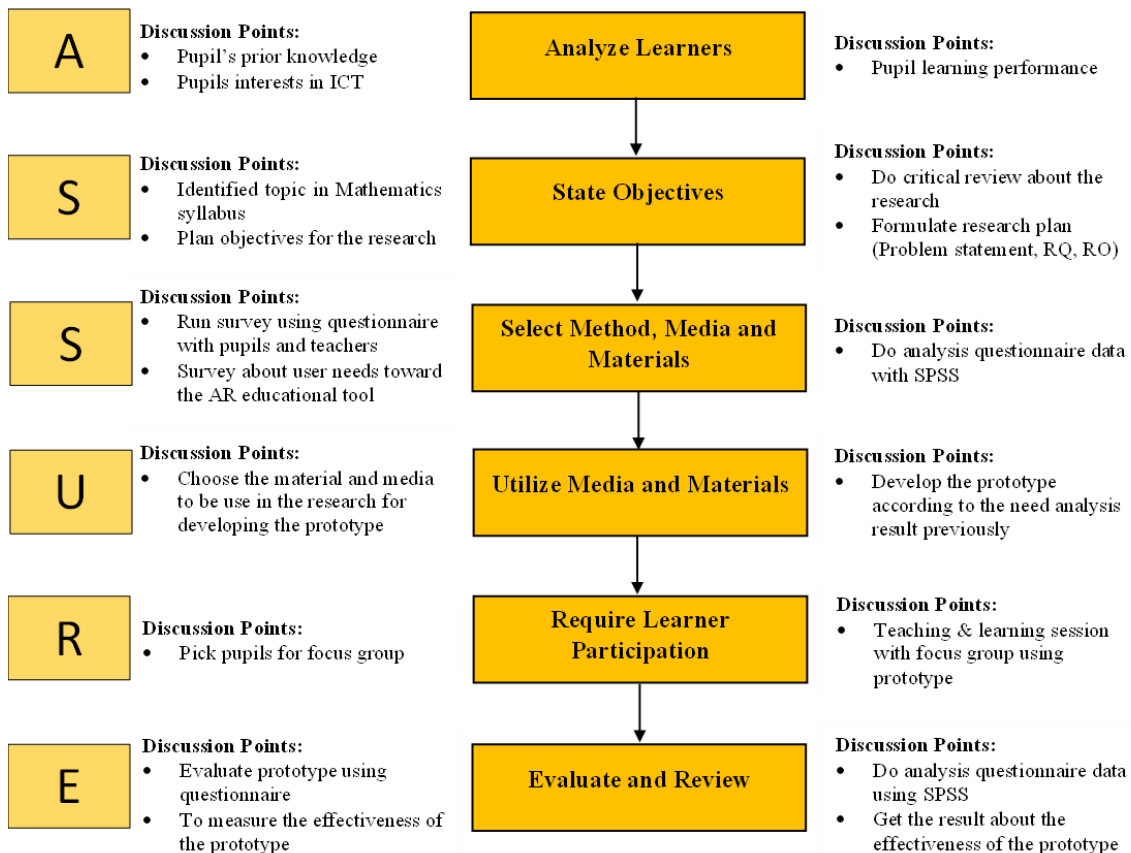 A
Discussion Points:
• Pupil's prior knowledge
• Pupils interests in ICT
Analyze Learners
Discussion Points:
• Pupil learning performance
S
Discussion Points:
• Identified topic in Mathematics
syllabus
• Plan objectives for the research
State Objectives
Discussion Points:
• Do critical review about the
research
• Formulate research plan
(Problem statement, RQ, RO)
S
Discussion Points:
• Run survey using questionnaire
with pupils and teachers
• Survey about user needs toward
the AR educational tool
Select Method, Media and
Materials
Discussion Points:
• Do analysis questionnaire data
with SPSS
U
Discussion Points:
• Choose the material and media
to be use in the research for
developing the prototype
Utilize Media and Materials
Discussion Points:
• Develop the prototype
according to the need analysis
result previously
R
Discussion Points:
• Pick pupils for focus group
Require Learner
Participation
Discussion Points:
• Teaching & learning session
with focus group using
prototype
E
Discussion Points:
• Evaluate prototype using
questionnaire
• To measure the effectiveness of
the prototype
Evaluate and Review
Discussion Points:
• Do analysis questionnaire data
using SPSS
• Get the result about the
effectiveness of the prototype